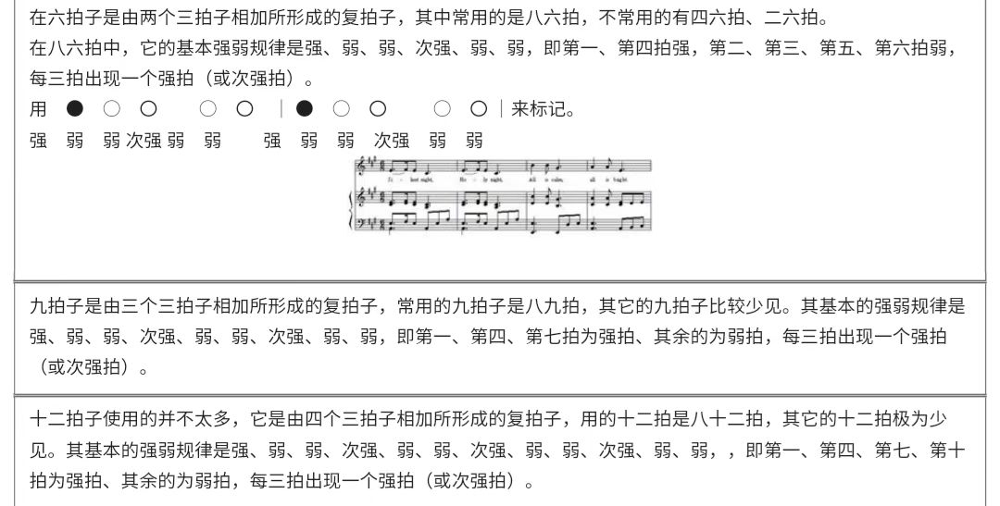 在六拍子是由两个三拍子相加所形成的复拍子，其中常用的是八六拍，不常用的有四六拍、二六拍。
在八六拍中，它的基本强弱规律是强、弱、弱、次强、弱、弱，即第一、第四拍强，第二、第三、第五、第六拍弱，
每三拍出现一个强拍（或次强拍）。
用 ● ○ ○ ○ ○ ｜● ○ ○ ○ ○｜来标记。
强 弱 弱 次强 弱 弱 强 弱 弱 次强 弱 弱
night, night, All is calm, all is bright.
九拍子是由三个三拍子相加所形成的复拍子，常用的九拍子是八九拍，其它的九拍子比较少见。其基本的强弱规律是
强、弱、弱、次强、弱、弱、次强、弱、弱，即第一、第四、第七拍为强拍、其余的为弱拍，每三拍出现一个强拍
（或次强拍）。
十二拍子使用的并不太多，它是由四个三拍子相加所形成的复拍子，用的十二拍是八十二拍，其它的十二拍极为少
见。其基本的强弱规律是强、弱、弱、次强、弱、弱、次强、弱、弱、次强、弱、弱，，即第一、第四、第七、第十
拍为强拍、其余的为弱拍，每三拍出现一个强拍（或次强拍）。